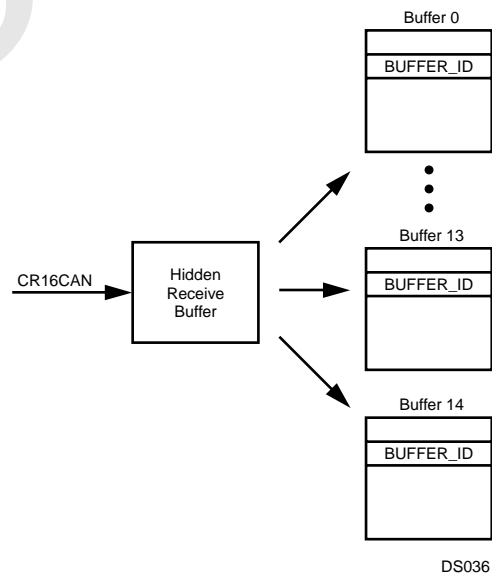 Buffer 0
BUFFER_ID
Buffer 13
CR16CAN
Hidden
Receive
Buffer
BUFFER_ID
Buffer 14
BUFFER_ID
DS036